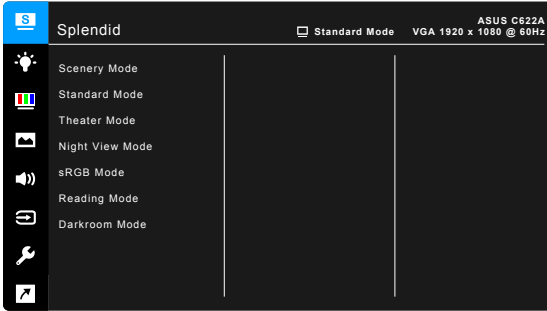 S
Splendid
Standard Mode
ASUS C622A
VGA 1920 x 1080 @ 60Hz
Scenery Mode
Standard Mode
Theater Mode
Night View Mode
sRGB Mode
Reading Mode
Darkroom Mode